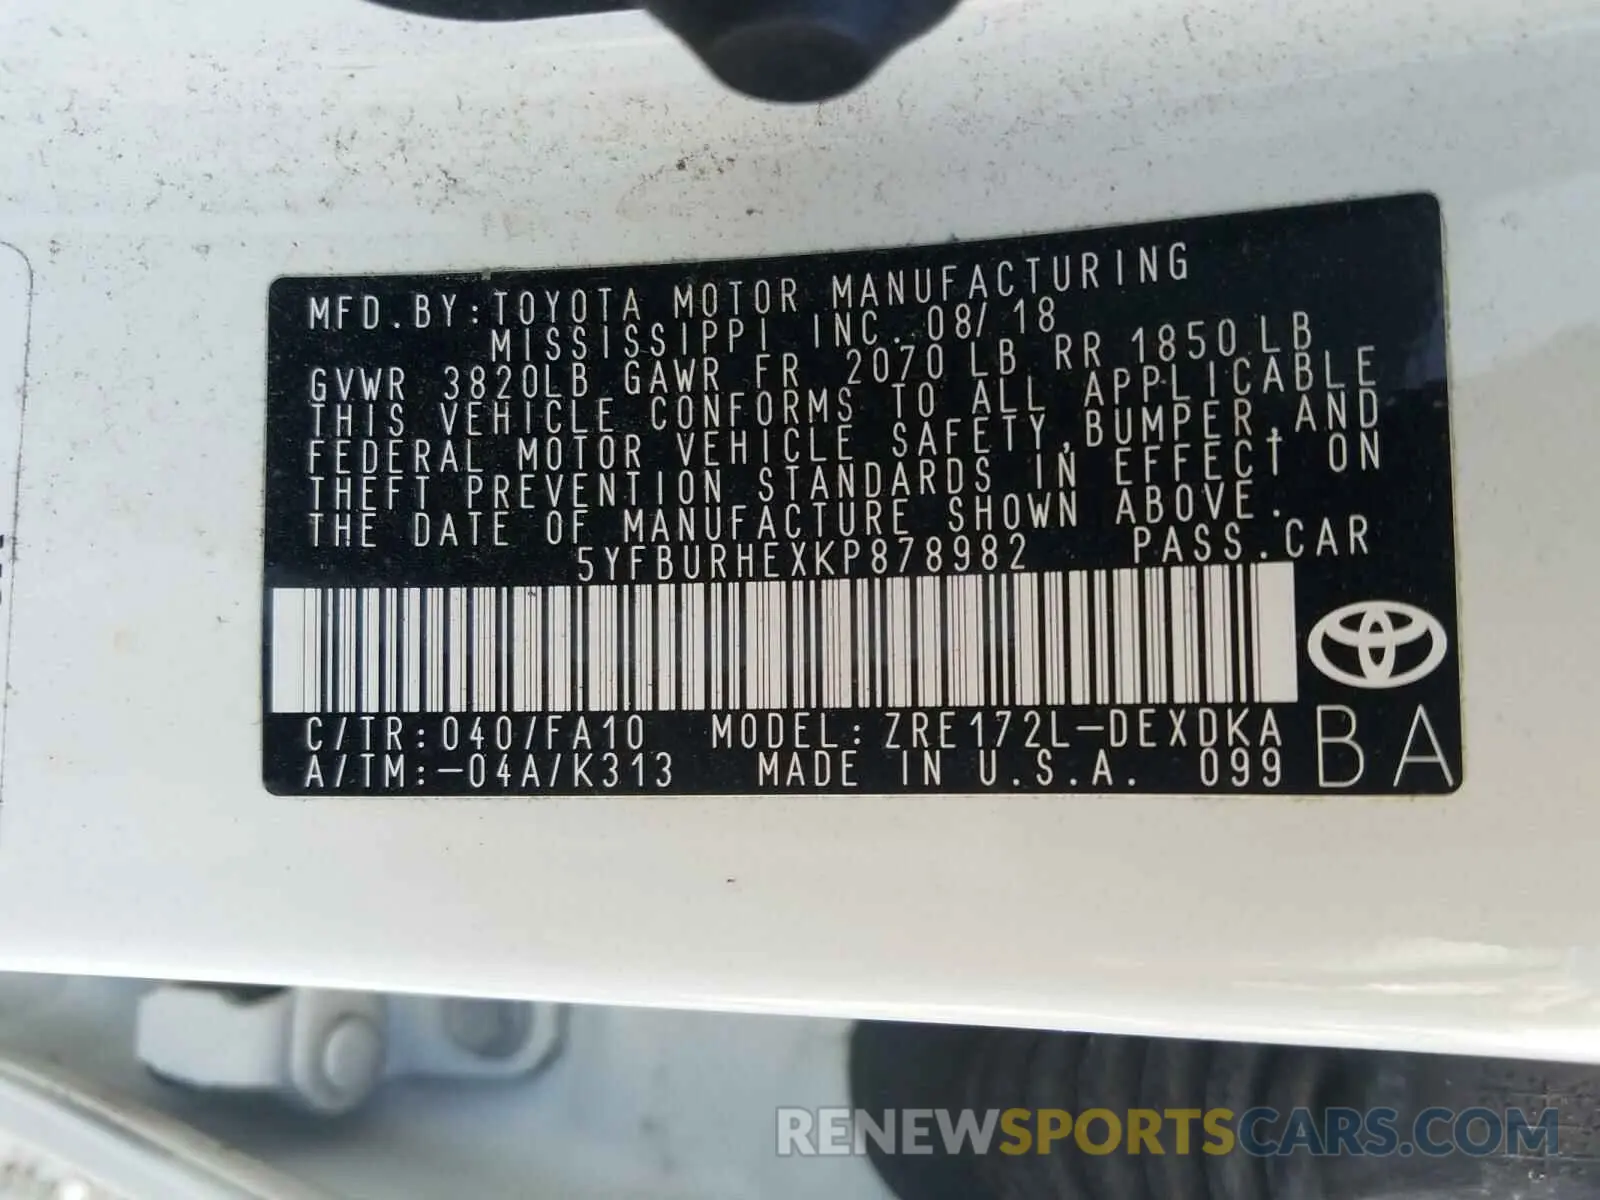 MFD.BY:TOYOTA MOTOR MANUFACTURING
MISSISSIPPI INC. 08/18
GVWR 3820LB GAWR FR 2070 LB RR 1850 LB
THIS VEHICLE CONFORMS TO ALL APPLICABLE
FEDERAL MOTOR VEHICLE SAFETY,BUMPER,AND
THEFT PREVENTION STANDARDS IN EFFECT ON
THE DATE OF MANUFACTURE SHOWN ABOVE.
5YFBURHEXKP878982 PASS.CAR
C/TR:040/FA10 MODEL:ZRE172L-DEXDKA
A/TM:-04A/K313 MADE IN U.S.A. 099
BA
RENEWSPORTSCARS.COM